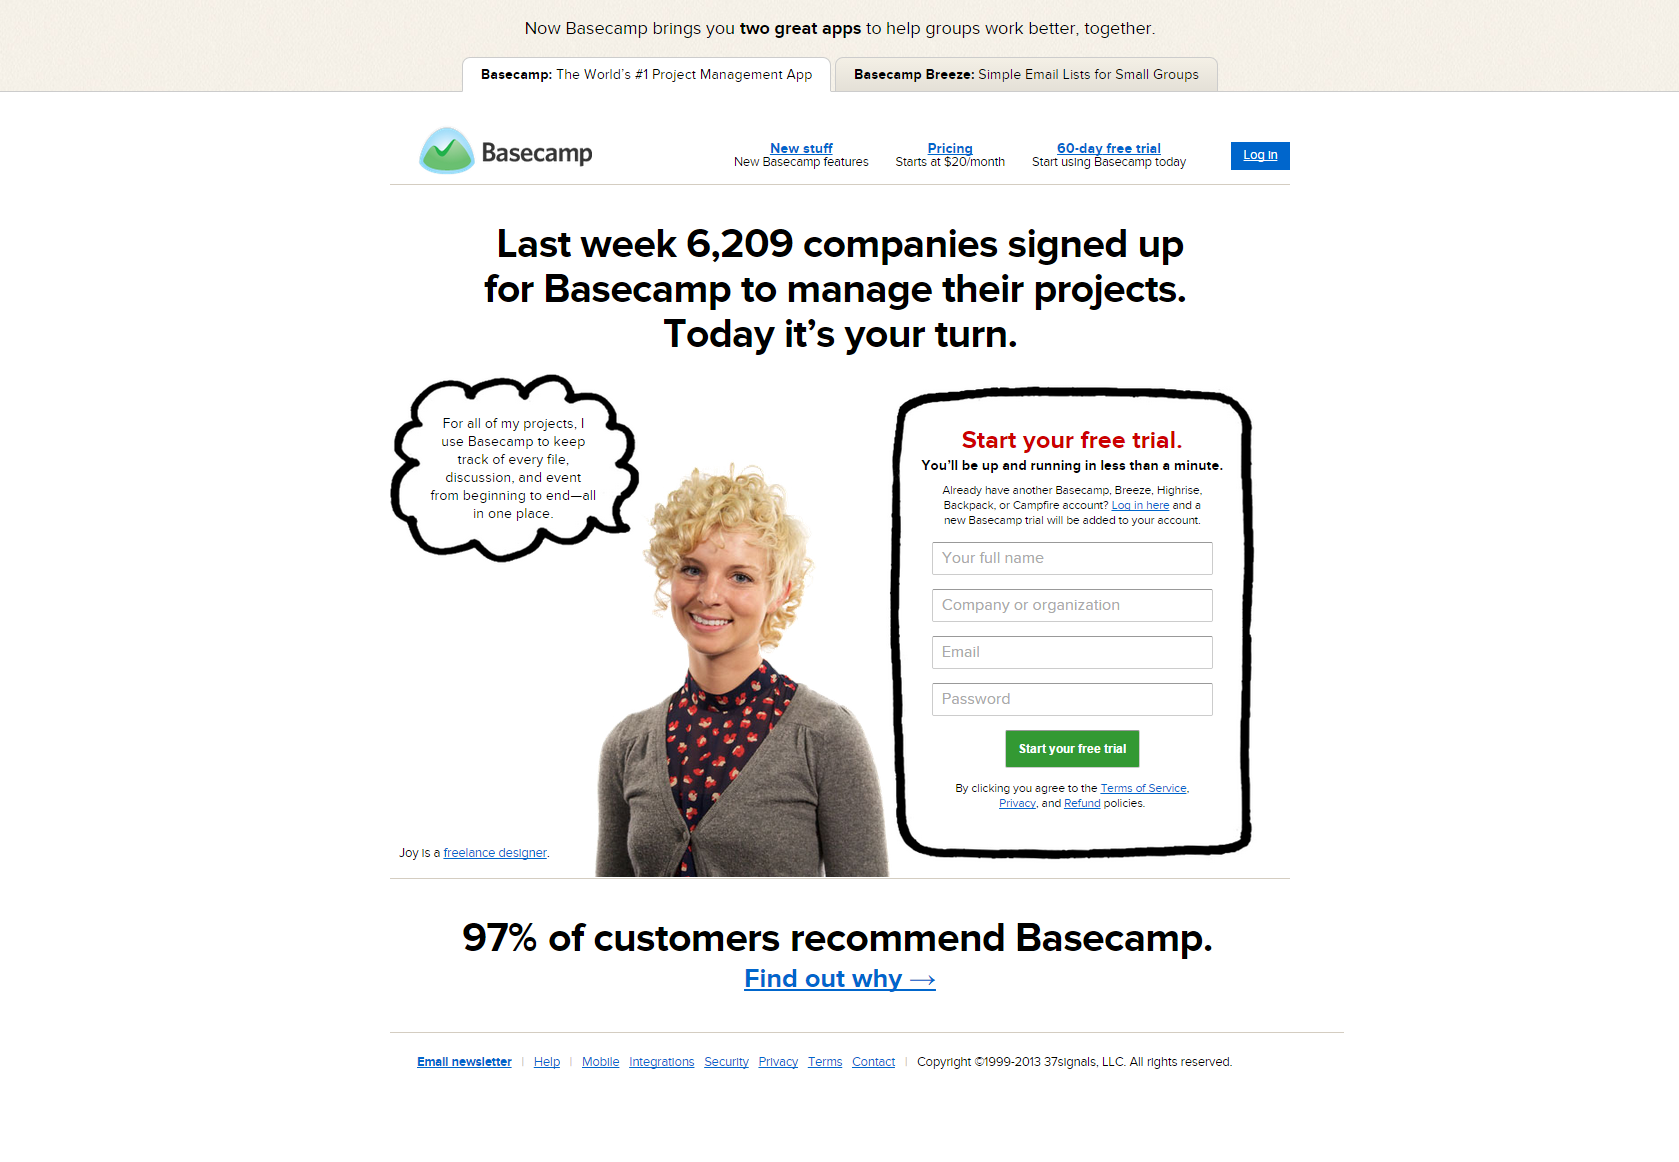 Now Basecamp brings you two great apps to help groups work better, together.
Basecamp: The World’s #1 Project Management App
Basecamp Breeze: Simple Email Lists for Small Groups
Basecamp
New stuff
New Basecamp features
Pricing
Starts at $20/month
60-day free trial
Start using Basecamp today
Log in
Last week 6,209 companies signed up
for Basecamp to manage their projects.
Today it’s your turn.
For all of my projects, I
use Basecamp to keep
track of every file,
discussion, and event
from beginning to end—all
in one place.
Joy is a freelance designer.
Start your free trial.
You’ll be up and running in less than a minute.
Already have another Basecamp, Breeze, Highrise,
Backpack, or Campfire account? Log in here and a
new Basecamp trial will be added to your account.
Your full name
Company or organization
Email
Password
Start your free trial
By clicking you agree to the Terms of Service,
Privacy, and Refund policies.
97% of customers recommend Basecamp.
Find out why →
Email newsletter | Help | Mobile Integrations Security Privacy Terms Contact | Copyright ©1999-2013 37signals, LLC. All rights reserved.